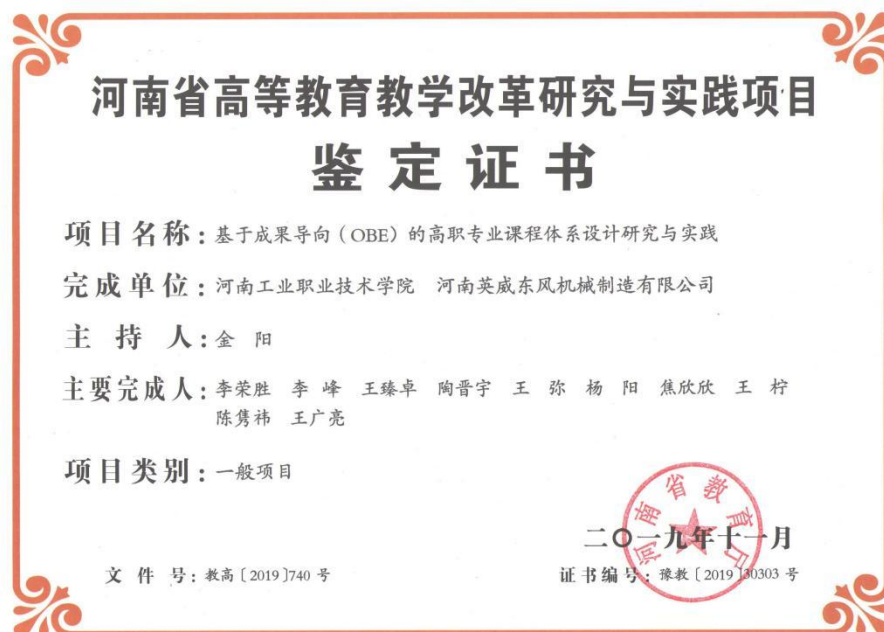 河南省高等教育教学改革研究与实践项目
鉴定证书
项目名称：基于成果导向（OBE）的高职专业课程体系设计研究与实践
完成单位：河南工业职业技术学院 河南英威东风机械制造有限公司
主持人：金阳
主要完成人：李荣胜 李峰 王臻卓 陶晋宇 王弥 杨阳 焦欣欣 王柠
陈隽祎 王广亮
项目类别：一般项目
河南省教育厅
二〇一九年十一月
文件号：教高〔2019〕740号
证书编号：豫教〔2019〕30303号